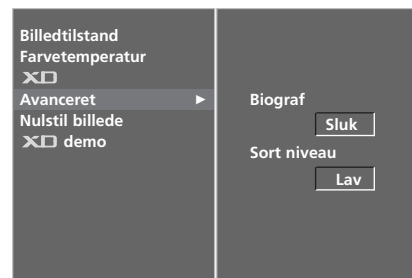 Billedtilstand
Farvetemperatur
XD
Avanceret ►
Nulstil billede
XD demo
Biograf
Sluk
Sort niveau
Lav